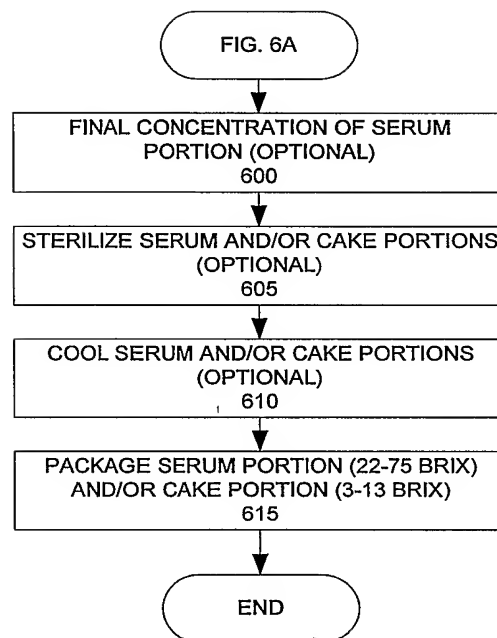 FIG. 6A
FINAL CONCENTRATION OF SERUM
PORTION (OPTIONAL)
600
STERILIZE SERUM AND/OR CAKE PORTIONS
(OPTIONAL)
605
COOL SERUM AND/OR CAKE PORTIONS
(OPTIONAL)
610
PACKAGE SERUM PORTION (22-75 BRIX)
AND/OR CAKE PORTION (3-13 BRIX)
615
END